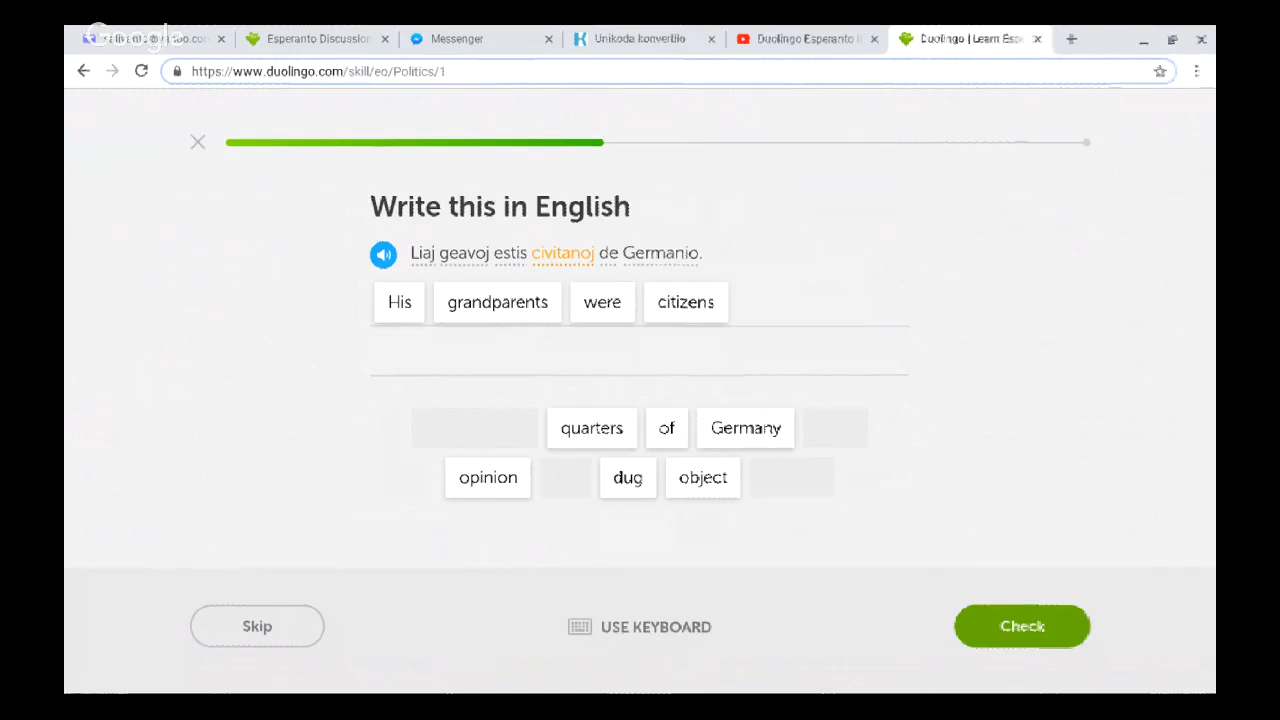 Google
Esperanto Discussion
Messenger
Unikoda konvertilo
Duolingo Esperanto
Duolingo | Learn Espe
https://www.duolingo.com/skill/eo/Politics/1
Write this in English
Liaj geavoj estis civitanoj de Germanio.
His grandparents were citizens
quarters of Germany
opinion dug object
Skip
USE KEYBOARD
Check